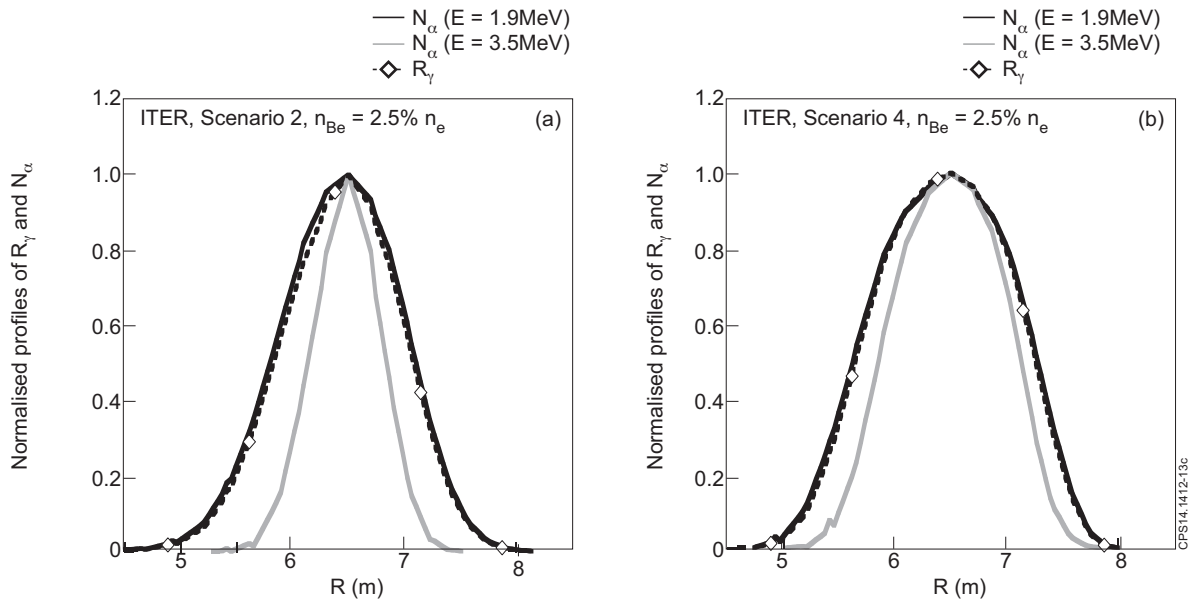 N_α (E = 1.9MeV)
N_α (E = 3.5MeV)
R_γ
ITER, Scenario 2, n_Be = 2.5% n_e
(a)
1.2
1.0
0.8
0.6
0.4
0.2
0
Normalised profiles of R_γ and N_α
5
6
7
8
R (m)
N_α (E = 1.9MeV)
N_α (E = 3.5MeV)
R_γ
ITER, Scenario 4, n_Be = 2.5% n_e
(b)
1.2
1.0
0.8
0.6
0.4
0.2
0
Normalised profiles of R_γ and N_α
5
6
7
8
R (m)
CPS14.1412-13c